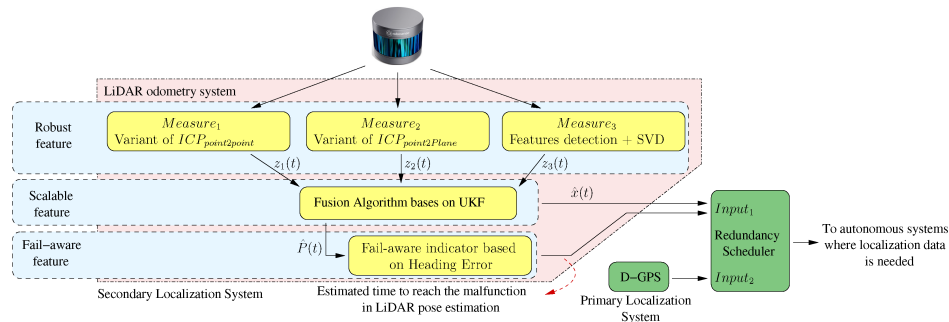 LiDAR odometry system
Robust
feature
Measure₁
Variant of ICP_point2point
Measure₂
Variant of ICP_point2Plane
Measure₃
Features detection + SVD
z₁(t)
z₂(t)
z₃(t)
Scalable
feature
Fusion Algorithm bases on UKF
x̂(t)
Fail-aware
feature
P̂(t)
Fail-aware indicator based
on Heading Error
Secondary Localization System
Estimated time to reach the malfunction
in LiDAR pose estimation
Input₁
Redundancy
Scheduler
Input₂
D-GPS
Primary Localization
System
To autonomous systems
where localization data
is needed